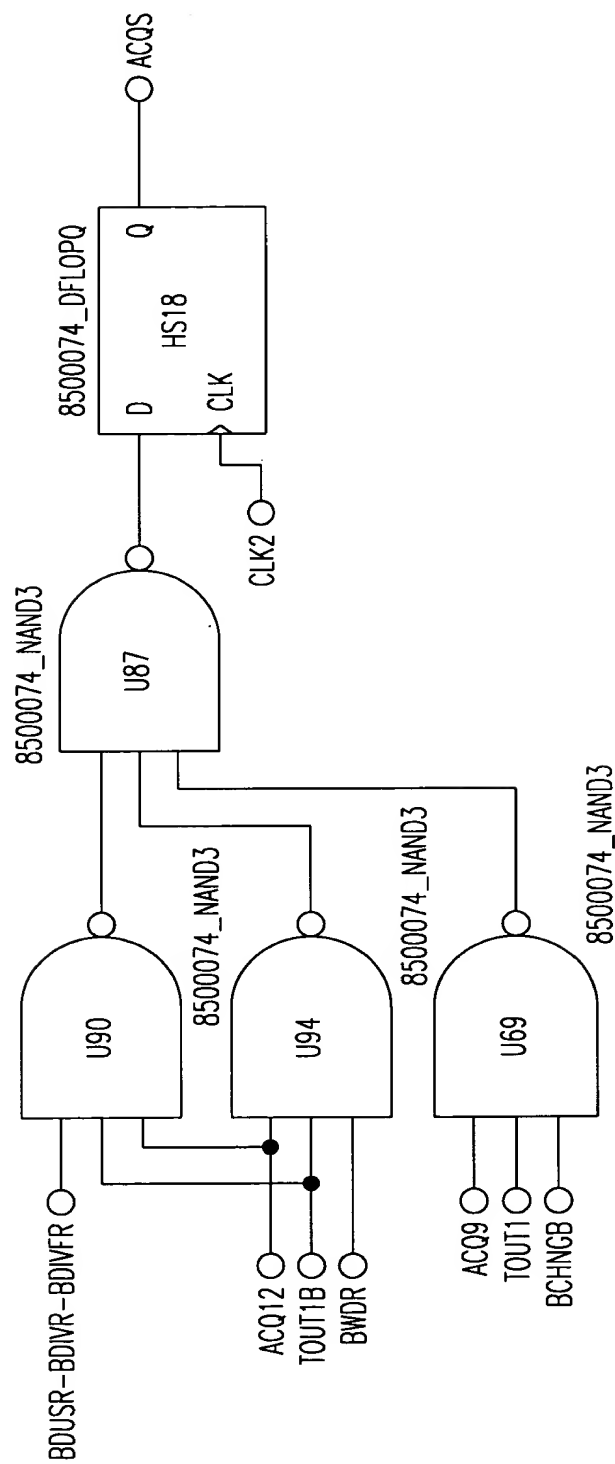 BDUSR-BDIVR-BDIVFR
U90
8500074_NAND3
ACQ12
TOUT1B
BWDR
U94
8500074_NAND3
ACQ9
TOUT1
BCHNGB
U69
8500074_NAND3
8500074_NAND3
U87
8500074_DFLOPQ
D
Q
HS18
CLK
CLK2
ACQS